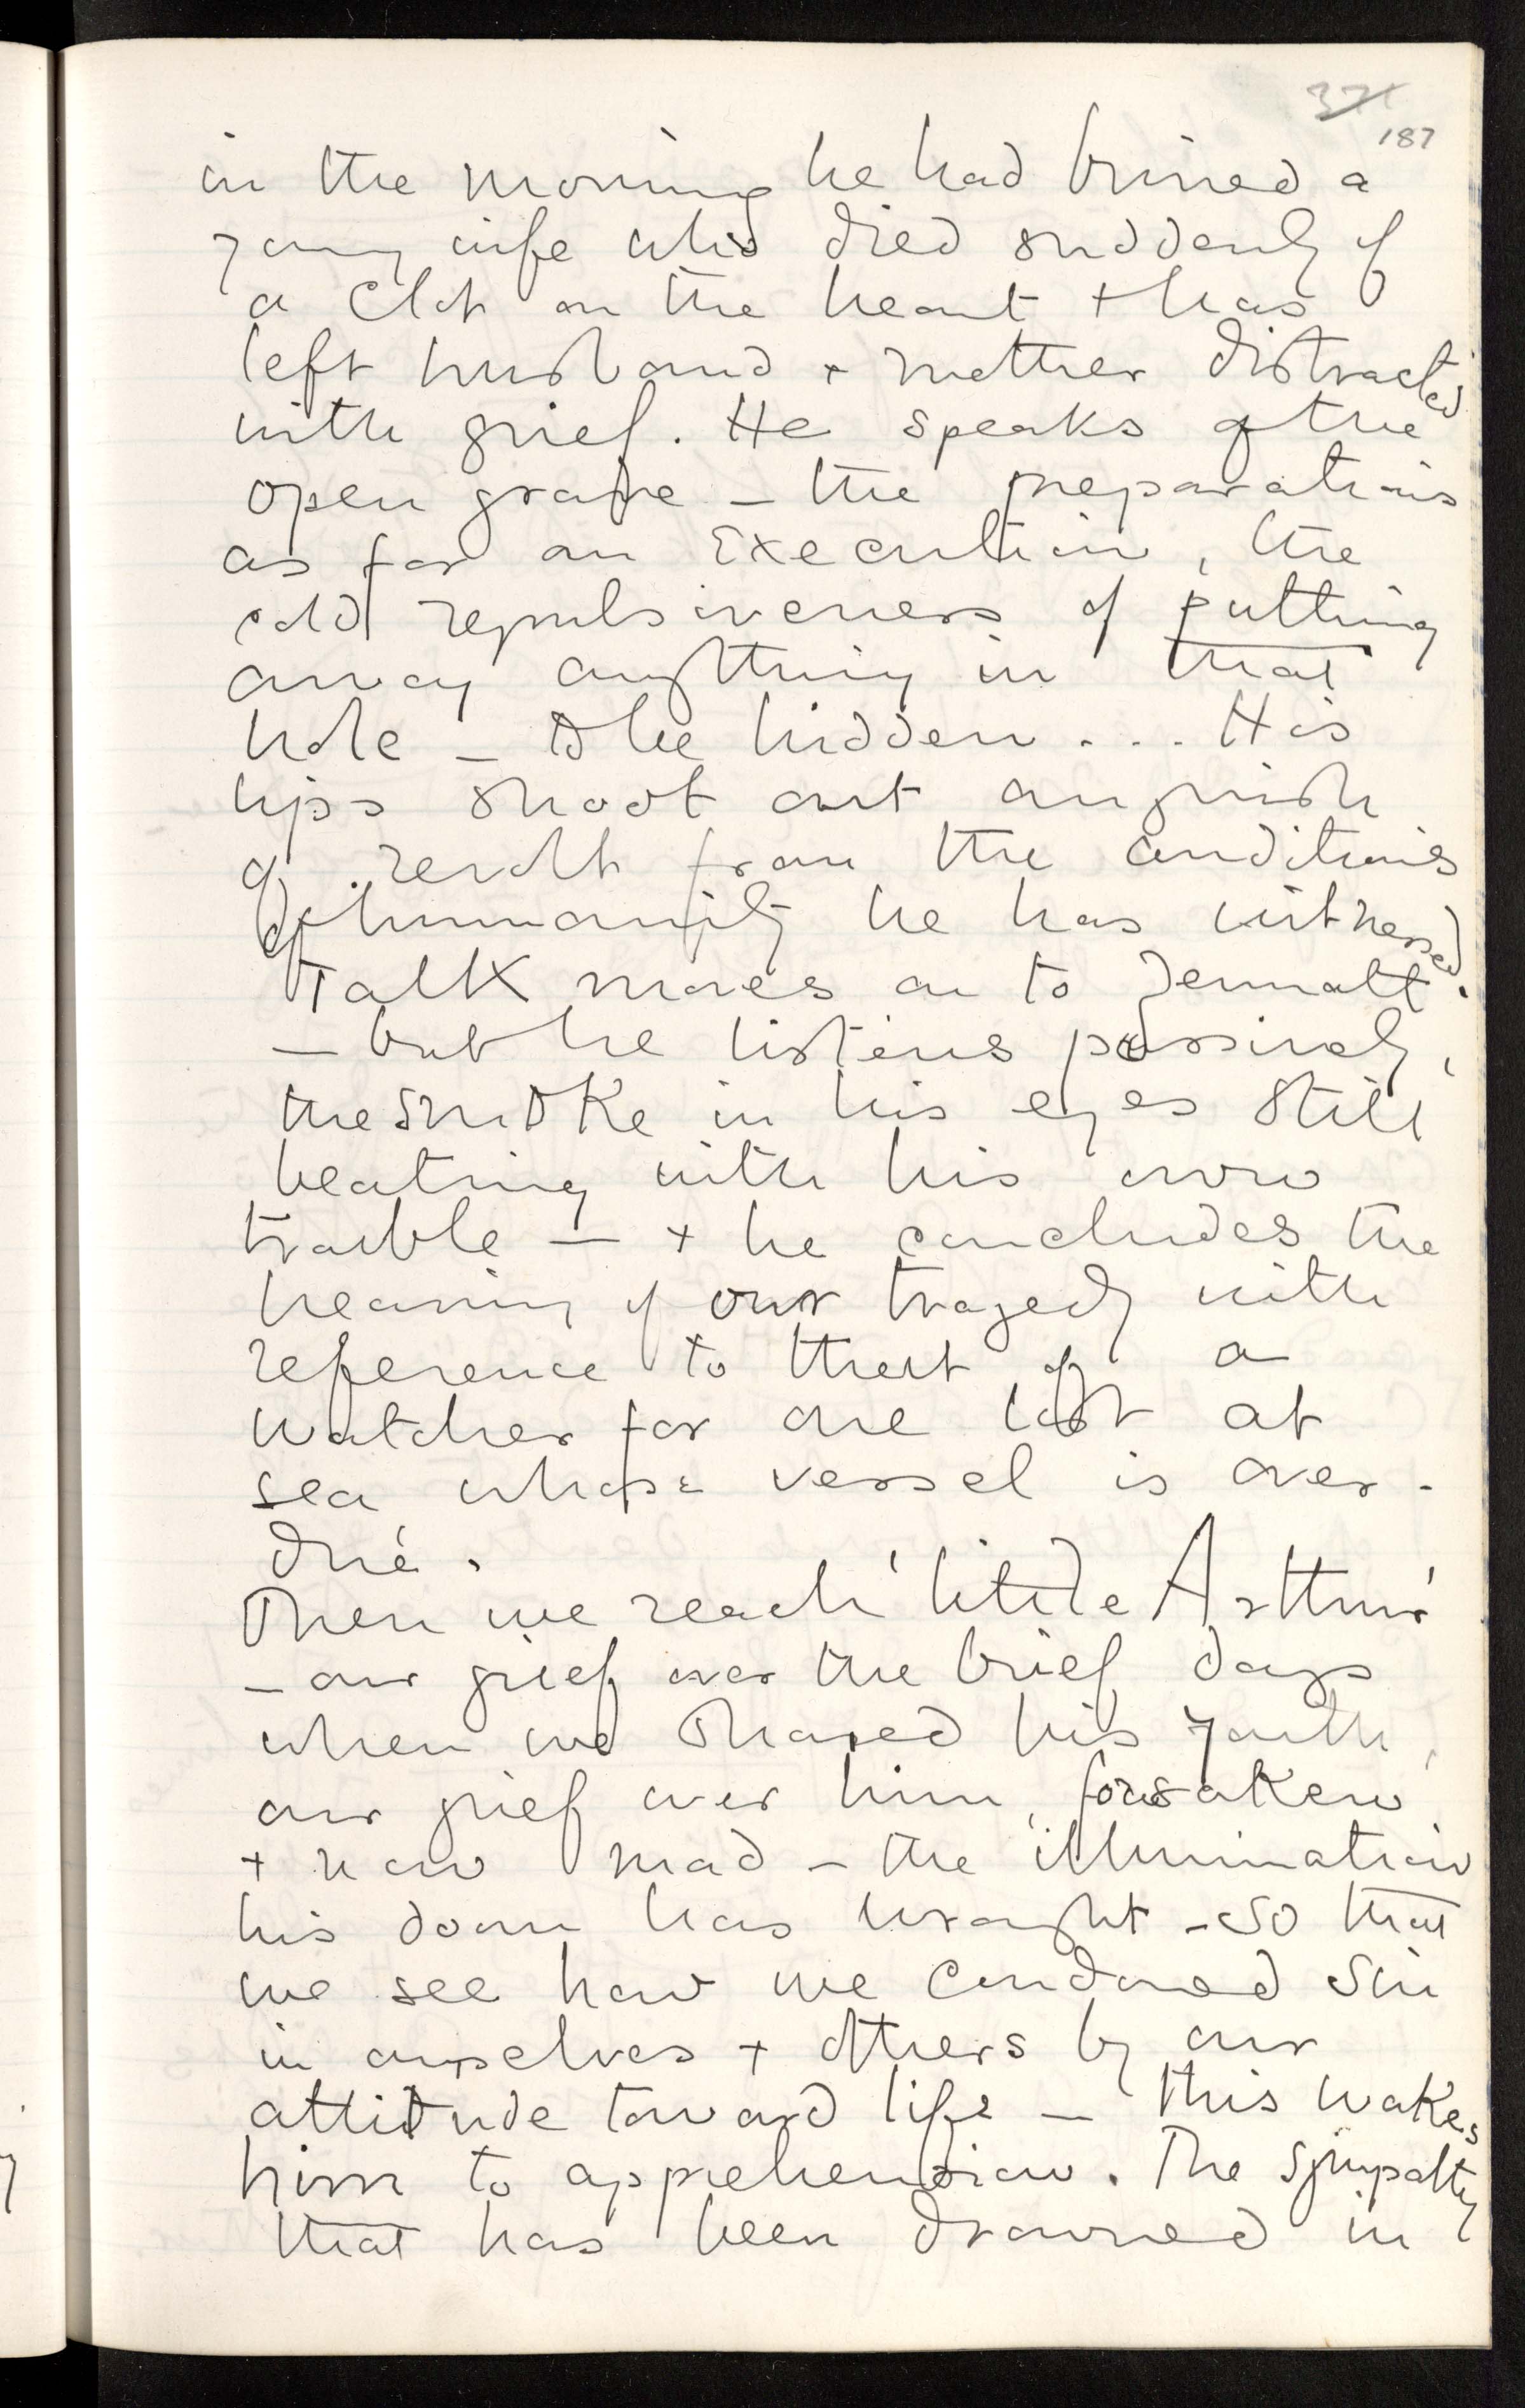 371
187
in the morning he had buried a
young wife who died suddenly of
a clot on the heart + has
left husband + mother distracted
with grief. He speaks of the
open grave – the preparations
as for an Execution, the
cold repulsiveness of putting
away anything in that
hole – to be hidden ... His
lips shoot out anguish
of revolt from the conditions
of humanity he has witnessed.
Talk moves on to Zermatt
– but he listens passively,
the smoke in his eyes still
beating with his own
trouble – + he concludes the
hearing of our tragedy with
reference to that of a
watcher for one lost at
sea whose vessel is over-
due.
Then we reach 'little Arthur'
– our grief over the brief days
when we shared his youth,
our grief over him, forsaken
+ now mad – the illumination
his doom has wrought – so that
we see how we condoned sin
in ourselves + others by our
attitude toward life – this wakes
him to apprehension. The sympathy
that has been drowned in